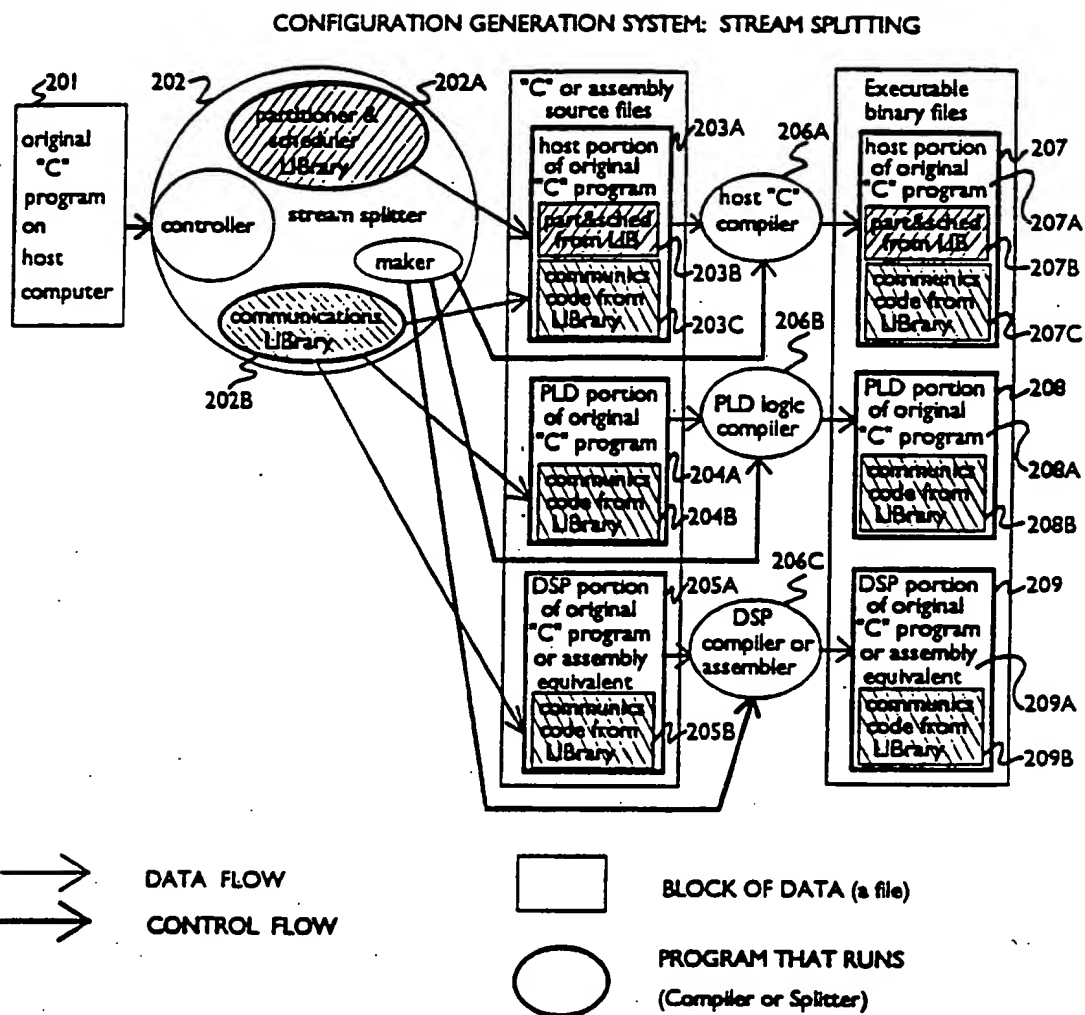 CONFIGURATION GENERATION SYSTEM: STREAM SPLITTING
201
original
"C"
program
on
host
computer
202
202A
partitioner &
scheduler
LIBrary
controller
stream splitter
maker
communications
LIBrary
202B
"C" or assembly
source files
203A
host portion
of original
"C" program
part&sched
from LIB
203B
communics
code from
LIBrary
203C
PLD portion
of original
"C" program
204A
communics
code from
LIBrary
204B
205A
DSP portion
of original
"C" program
or assembly
equivalent
communics
code from
LIBrary
205B
206A
host "C"
compiler
206B
PLD logic
compiler
206C
DSP
compiler or
assembler
Executable
binary files
host portion
of original
"C" program
207
207A
part&sched
from LIB
207B
communics
code from
LIBrary
207C
PLD portion
of original
"C" program
208
208A
communics
code from
LIBrary
208B
DSP portion
of original
"C" program
or assembly
equivalent
209
209A
communics
code from
LIBrary
209B
DATA FLOW
CONTROL FLOW
BLOCK OF DATA (a file)
PROGRAM THAT RUNS
(Compiler or Splitter)